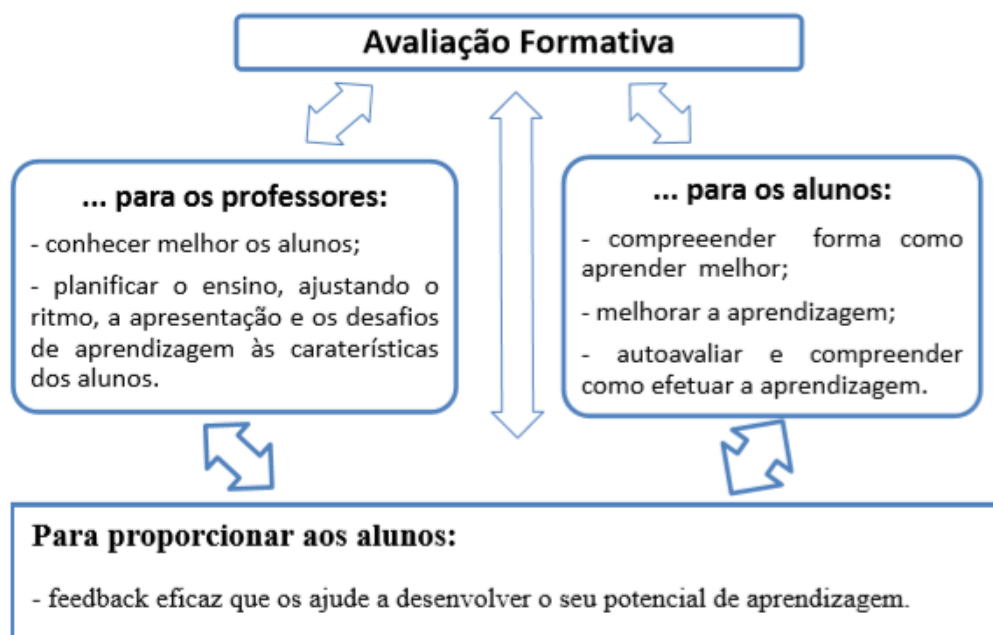 Avaliação Formativa
... para os professores:
- conhecer melhor os alunos;
- planificar o ensino, ajustando o
ritmo, a apresentação e os desafios
de aprendizagem às caraterísticas
dos alunos.
... para os alunos:
- compreeender forma como
aprender melhor;
- melhorar a aprendizagem;
- autoavaliar e compreender
como efetuar a aprendizagem.
Para proporcionar aos alunos:
- feedback eficaz que os ajude a desenvolver o seu potencial de aprendizagem.